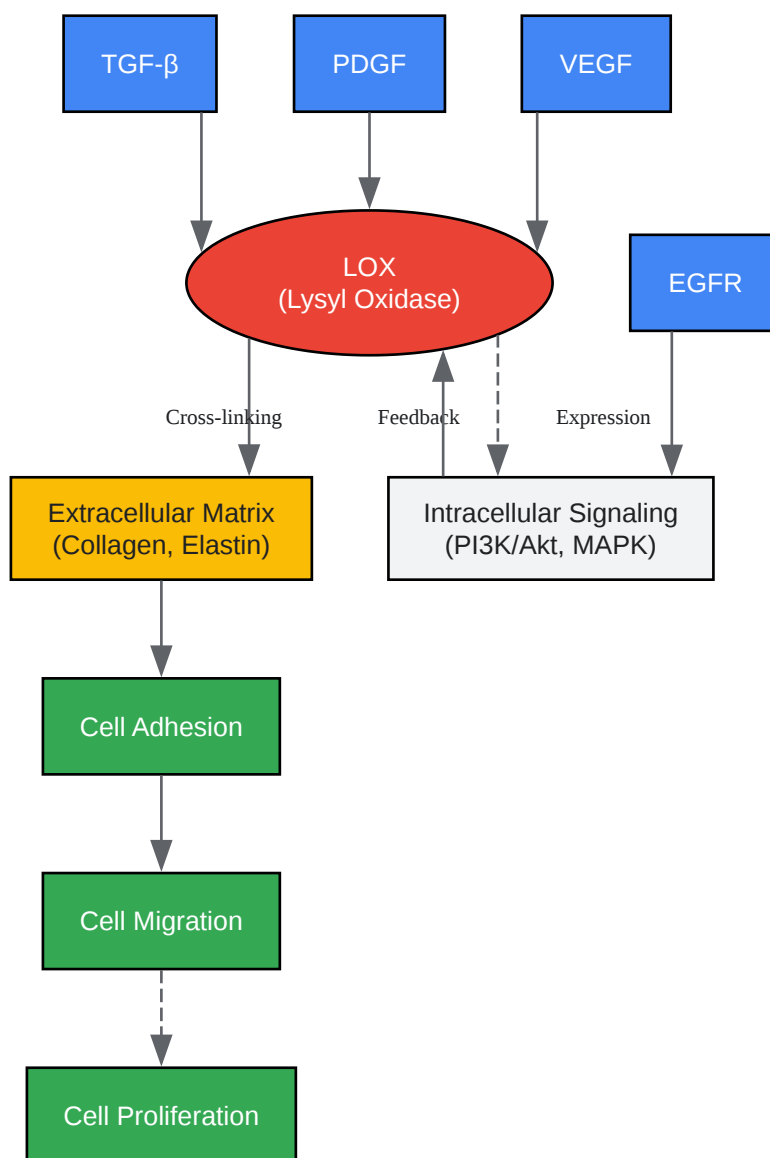 TGF-β
PDGF
VEGF
LOX
(Lysyl Oxidase)
EGFR
Cross-linking
Feedback
Expression
Extracellular Matrix
(Collagen, Elastin)
Intracellular Signaling
(PI3K/Akt, MAPK)
Cell Adhesion
Cell Migration
Cell Proliferation